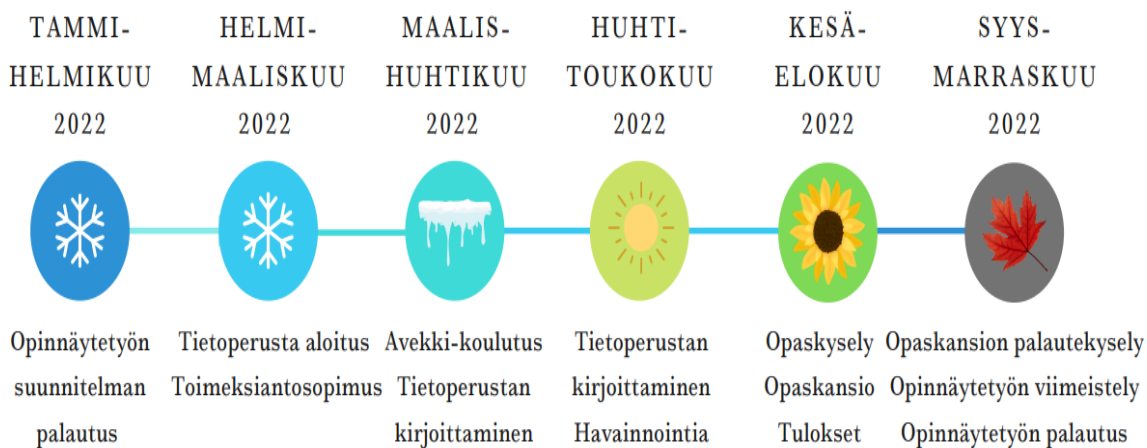 TAMMI-
HELMIKUU
2022
HELMI-
MAALISKUU
2022
MAALIS-
HUHTIKUU
2022
HUHTI-
TOUKOKUU
2022
KESÄ-
ELOKUU
2022
SYYS-
MARRASKUU
2022
Opinnäytetyön
suunnitelman
palautus
Tietoperusta aloitus
Toimeksiantosopimus
Avekki-koulutus
Tietoperustan
kirjoittaminen
Tietoperustan
kirjoittaminen
Havainnointia
Opaskysely
Opaskansio
Tulokset
Opaskansion palautekysely
Opinnäytetyön viimeistely
Opinnäytetyön palautus